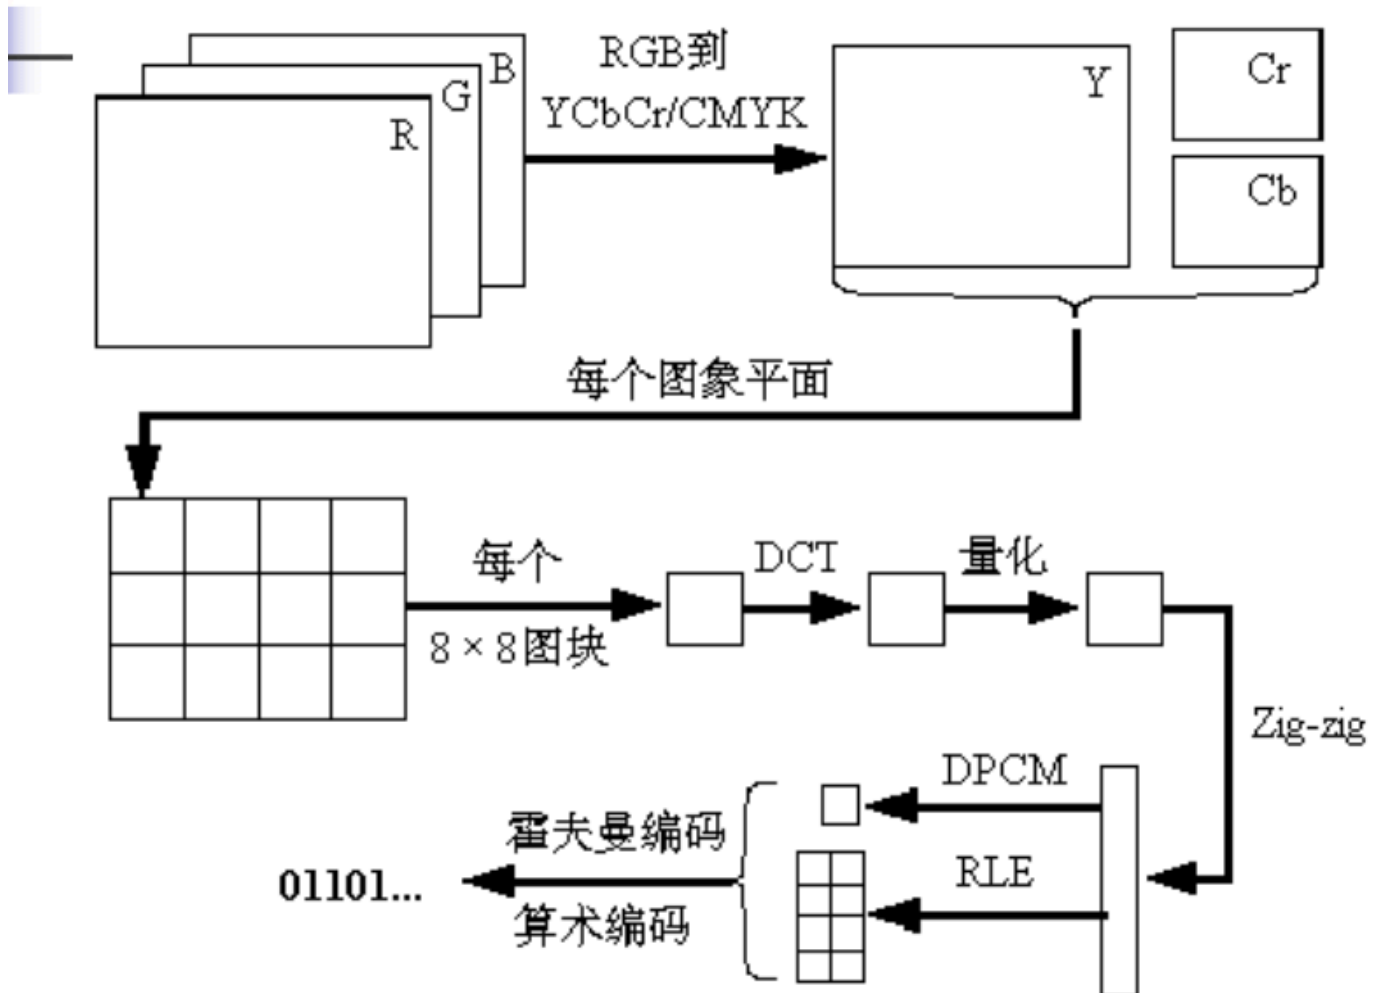 R
G
B
RGB到
YCbCr/CMYK
Y
Cr
Cb
每个图象平面
每个
8×8图块
DCT
量化
Zig-zig
DPCM
RLE
霍夫曼编码
算术编码
01101...